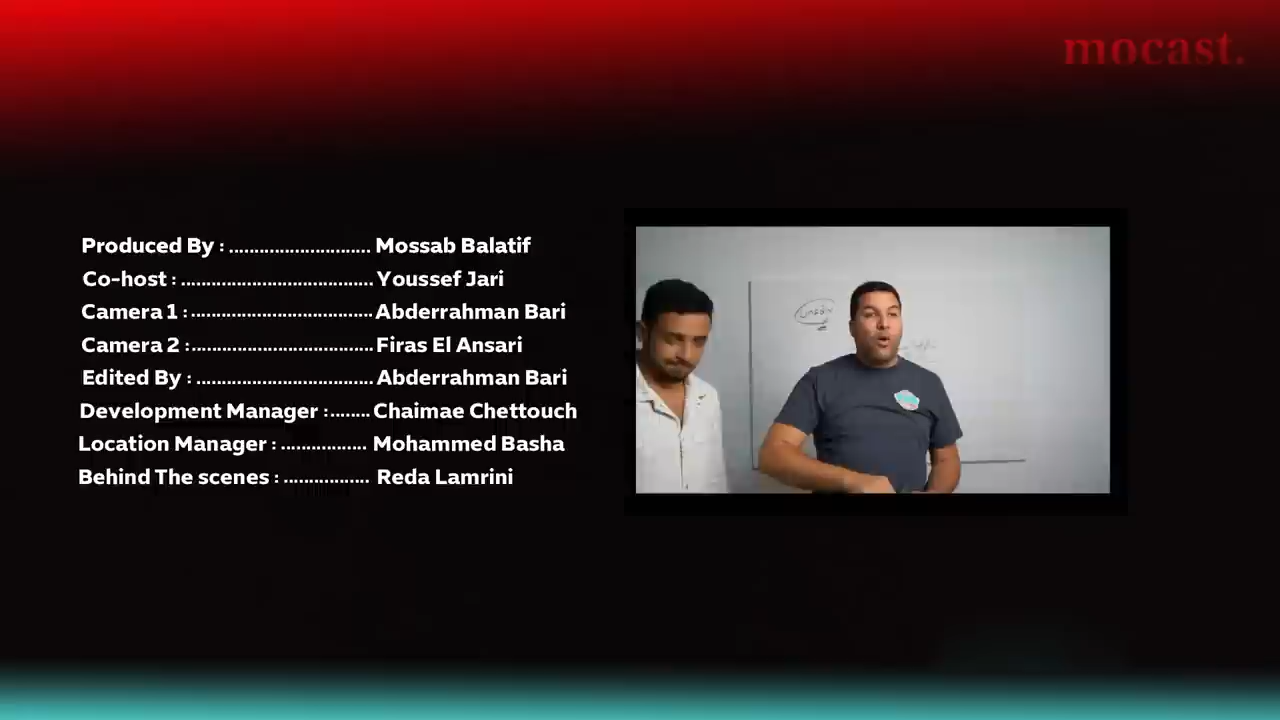 mocast.
Produced By : ............................ Mossab Balatif
Co-host : ...................................... Youssef Jari
Camera 1 : .................................... Abderrahman Bari
Camera 2 : .................................... Firas El Ansari
Edited By : ................................... Abderrahman Bari
Development Manager : ........ Chaimae Chettouch
Location Manager : ................. Mohammed Basha
Behind The scenes : ................. Reda Lamrini